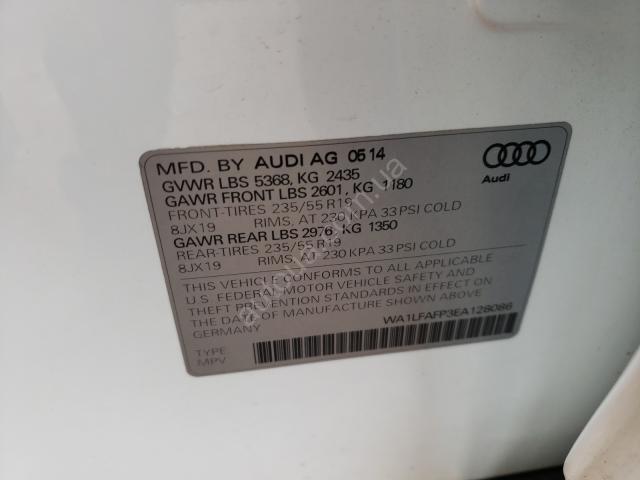 MFD. BY AUDI AG 05 14
GVWR LBS 5368, KG 2435
GAWR FRONT LBS 2601, KG 1180
FRONT-TIRES 235/55 R19
8JX19 RIMS, AT 230 KPA 33 PSI COLD
GAWR REAR LBS 2976, KG 1350
REAR-TIRES 235/55 R19
8JX19 RIMS, AT 230 KPA 33 PSI COLD
THIS VEHICLE CONFORMS TO ALL APPLICABLE
U.S. FEDERAL MOTOR VEHICLE SAFETY AND
THEFT PREVENTION STANDARDS IN EFFECT ON
THE DATE OF MANUFACTURE SHOWN ABOVE.
GERMANY
WA1LFAFP3EA128086
TYPE:
MPV
Audi